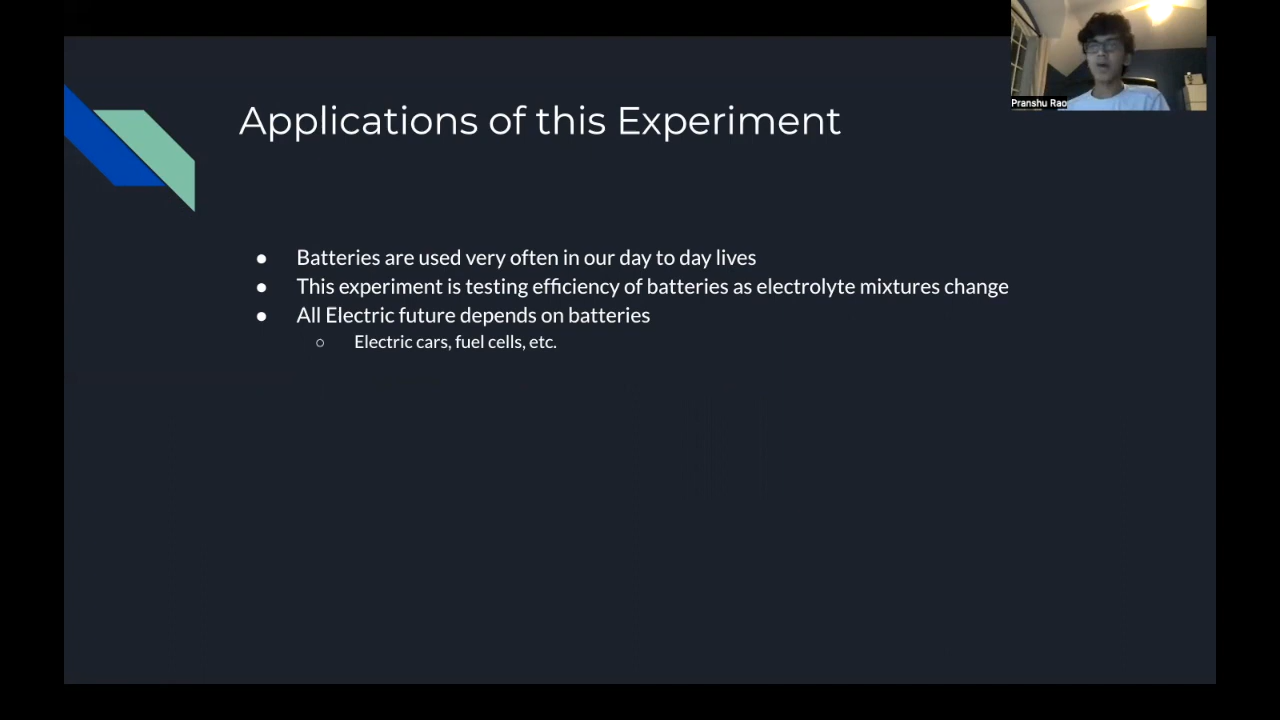 Pranshu Rao
Applications of this Experiment
● Batteries are used very often in our day to day lives
● This experiment is testing efficiency of batteries as electrolyte mixtures change
● All Electric future depends on batteries
○ Electric cars, fuel cells, etc.